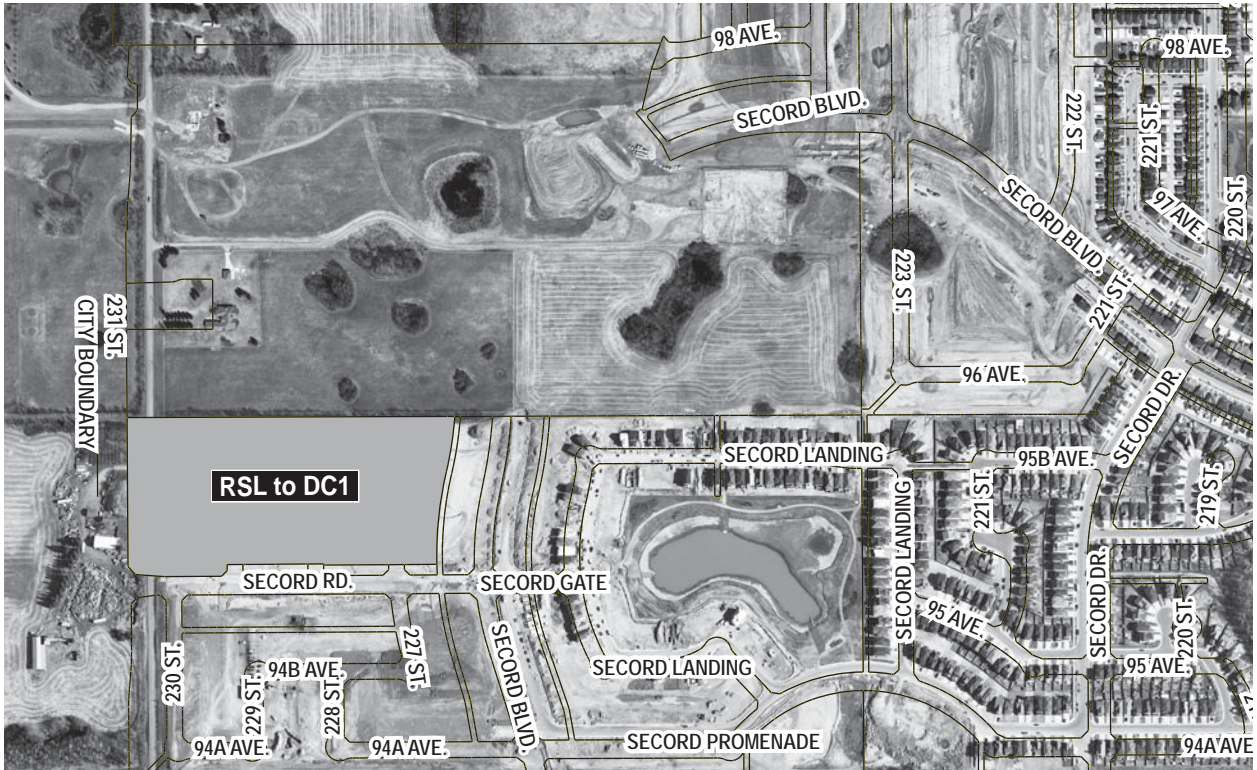 98 AVE.
98 AVE.
SECORD BLVD.
222 ST.
221 ST.
97 AVE.
220 ST.
SECORD BLVD.
231 ST.
CITY BOUNDARY
223 ST.
221 ST.
96 AVE.
SECORD DR.
RSL to DC1
SECORD LANDING
95B AVE.
221 ST.
219 ST.
SECORD LANDING
SECORD RD.
SECORD GATE
SECORD DR.
95 AVE.
220 ST.
227 ST.
SECORD BLVD.
230 ST.
94B AVE.
SECORD LANDING
95 AVE.
229 ST.
228 ST.
94A AVE.
94A AVE.
SECORD PROMENADE
94A AVE